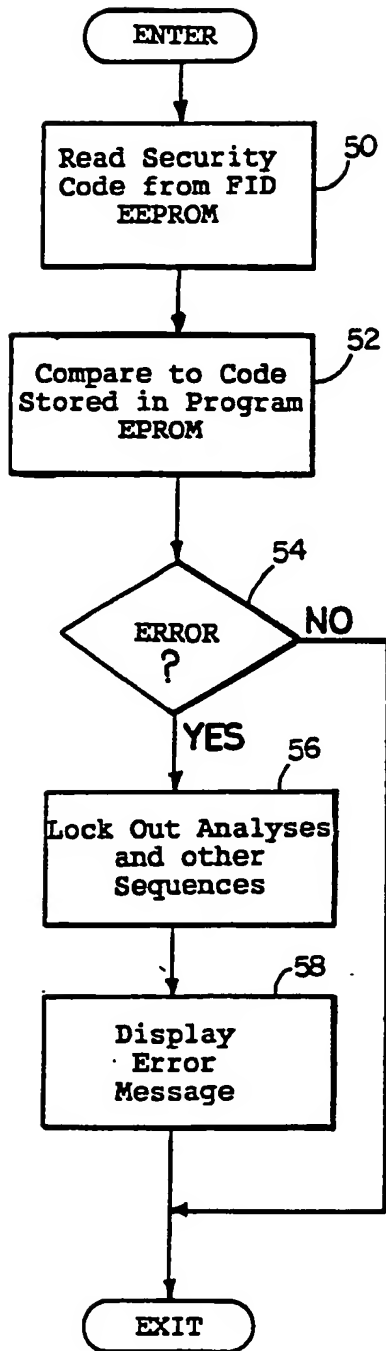 ENTER
50
Read Security
Code from FID
EEPROM
52
Compare to Code
Stored in Program
EPROM
54
ERROR
?
NO
YES
56
Lock Out Analyses
and other
Sequences
58
Display
Error
Message
EXIT